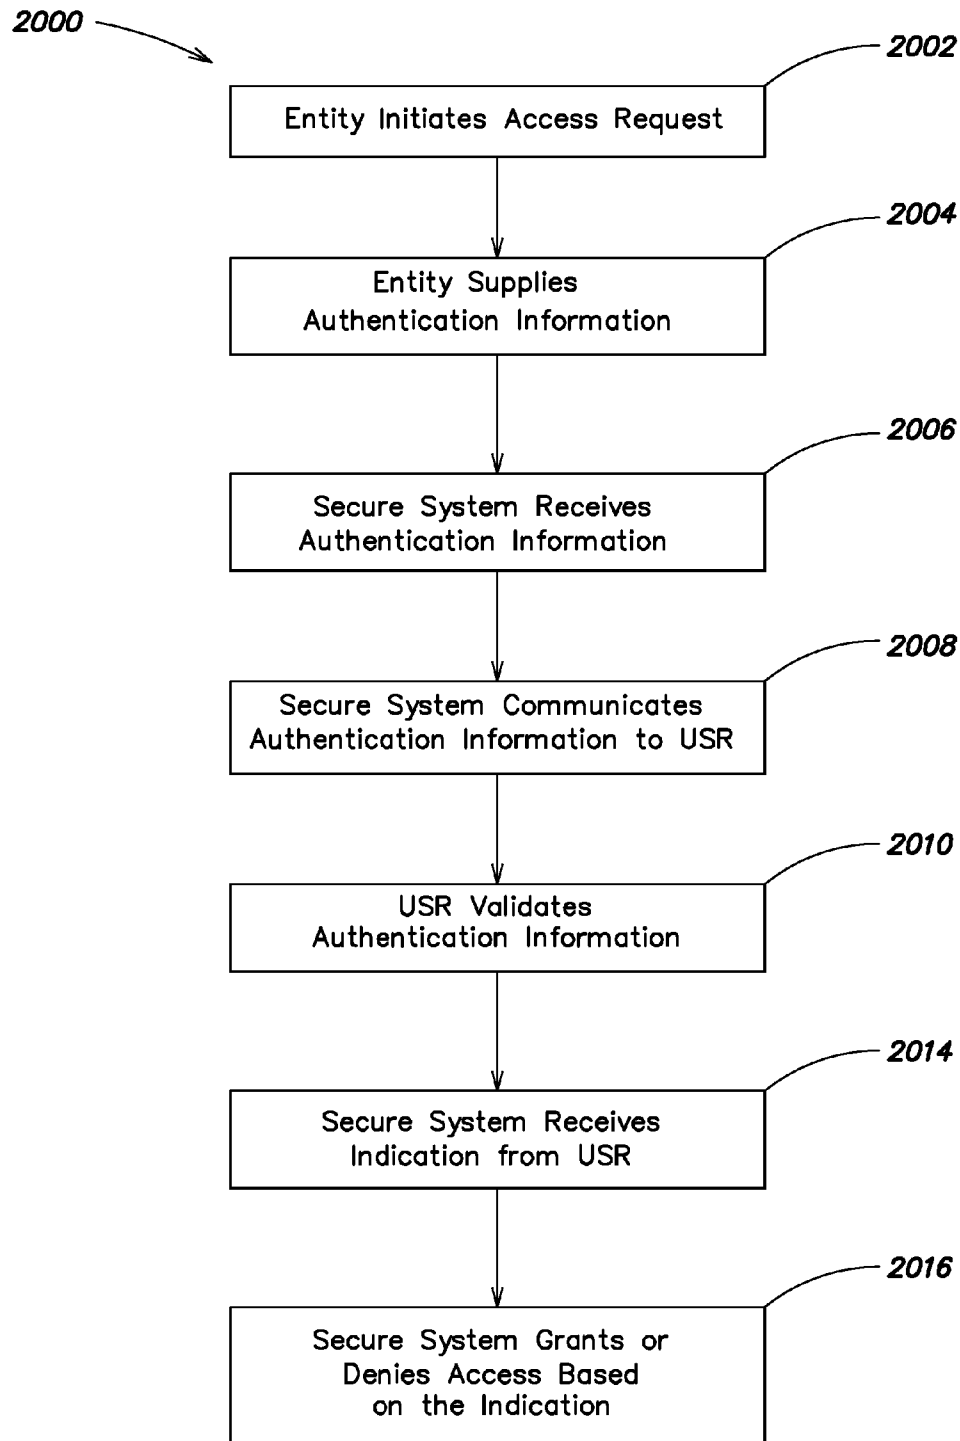 2000
2002
Entity Initiates Access Request
2004
Entity Supplies
Authentication Information
2006
Secure System Receives
Authentication Information
2008
Secure System Communicates
Authentication Information to USR
2010
USR Validates
Authentication Information
2014
Secure System Receives
Indication from USR
2016
Secure System Grants or
Denies Access Based
on the Indication